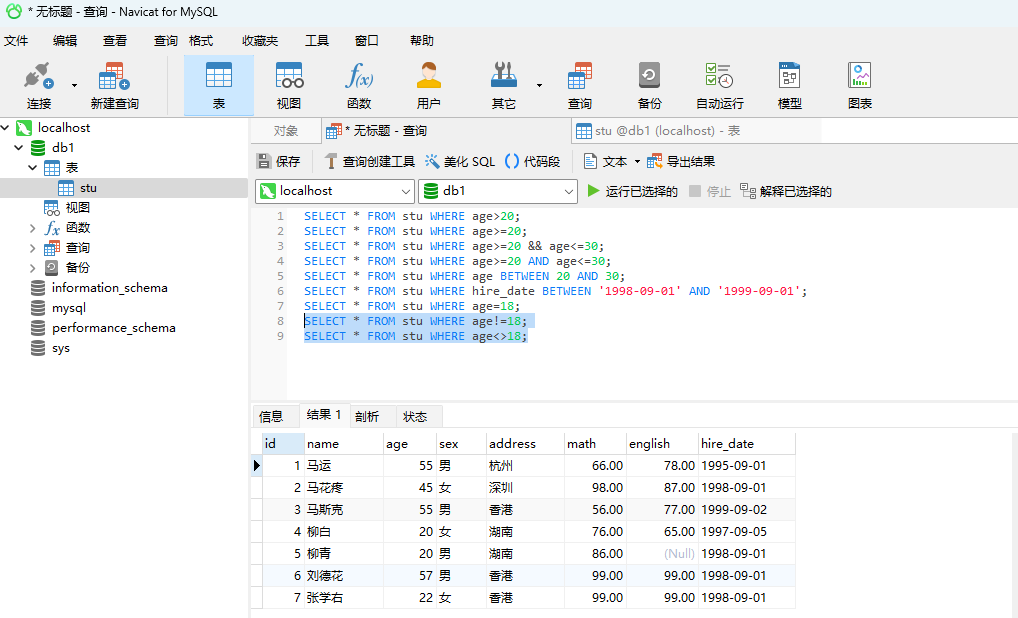 * 无标题 - 查询 - Navicat for MySQL
文件 编辑 查看 查询 格式 收藏夹 工具 窗口 帮助
连接 新建查询 表 视图 函数 用户 其它 查询 备份 自动运行 模型 图表
localhost
db1
表
stu
视图
函数
查询
备份
information_schema
mysql
performance_schema
sys
对象 * 无标题 - 查询 stu @db1 (localhost) - 表
保存 查询创建工具 美化 SQL 代码段 文本 导出结果
localhost db1 运行已选择的 停止 解释已选择的
1 SELECT * FROM stu WHERE age>20;
2 SELECT * FROM stu WHERE age>=20;
3 SELECT * FROM stu WHERE age>=20 && age<=30;
4 SELECT * FROM stu WHERE age>=20 AND age<=30;
5 SELECT * FROM stu WHERE age BETWEEN 20 AND 30;
6 SELECT * FROM stu WHERE hire_date BETWEEN '1998-09-01' AND '1999-09-01';
7 SELECT * FROM stu WHERE age=18;
8 SELECT * FROM stu WHERE age!=18;
9 SELECT * FROM stu WHERE age<>18;
信息 结果 1 剖析 状态
id name age sex address math english hire_date
1 马运 55 男 杭州 66.00 78.00 1995-09-01
2 马花疼 45 女 深圳 98.00 87.00 1998-09-01
3 马斯克 55 男 香港 56.00 77.00 1999-09-02
4 柳白 20 女 湖南 76.00 65.00 1997-09-05
5 柳青 20 男 湖南 86.00 (Null) 1998-09-01
6 刘德花 57 男 香港 99.00 99.00 1998-09-01
7 张学右 22 女 香港 99.00 99.00 1998-09-01